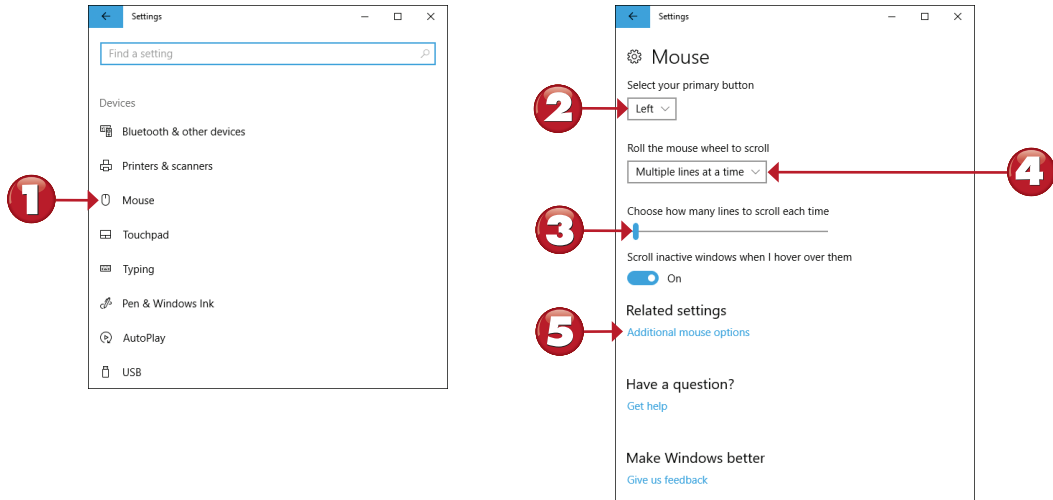 Settings
Find a setting
Devices
Bluetooth & other devices
Printers & scanners
1
Mouse
Touchpad
Typing
Pen & Windows Ink
AutoPlay
USB
Settings
Mouse
Select your primary button
2
Left
Roll the mouse wheel to scroll
Multiple lines at a time
4
Choose how many lines to scroll each time
3
Scroll inactive windows when I hover over them
On
Related settings
5
Additional mouse options
Have a question?
Get help
Make Windows better
Give us feedback